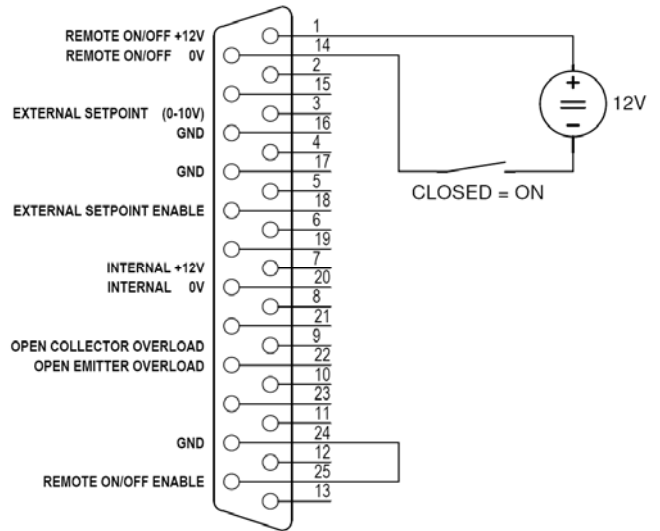 REMOTE ON/OFF +12V 1
REMOTE ON/OFF 0V 14
2
15
EXTERNAL SETPOINT (0-10V) 3
GND 16
4
GND 17
5
EXTERNAL SETPOINT ENABLE 18
6
19
INTERNAL +12V 7
INTERNAL 0V 20
8
21
OPEN COLLECTOR OVERLOAD 9
OPEN EMITTER OVERLOAD 22
10
23
11
GND 24
12
REMOTE ON/OFF ENABLE 25
13
+
12V
−
CLOSED = ON